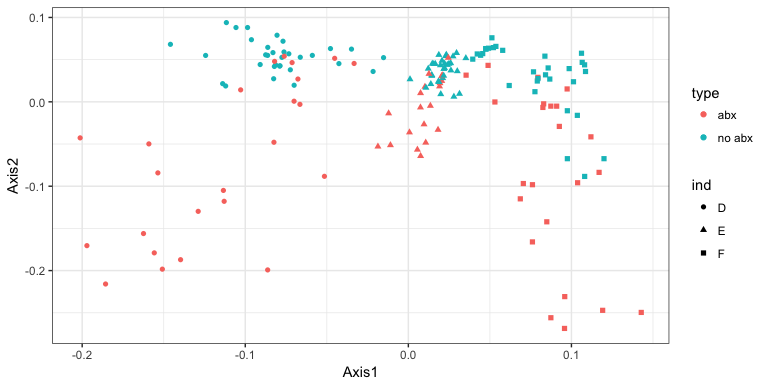 0.1
0.0
-0.1
-0.2
Axis2
-0.2
-0.1
0.0
0.1
Axis1
type
abx
no abx
ind
D
E
F